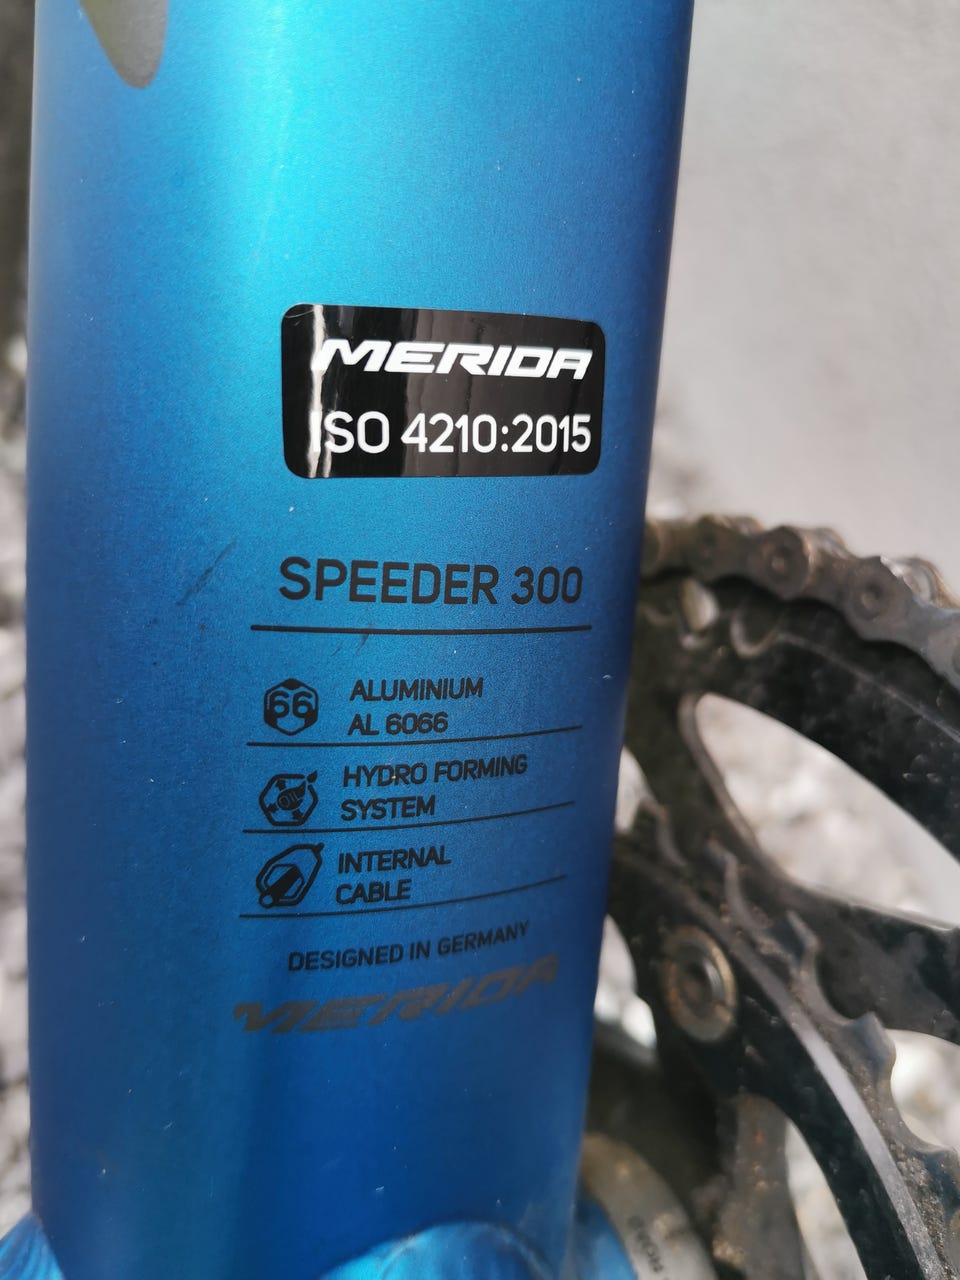 MERIDA
ISO 4210:2015
SPEEDER 300
66
ALUMINIUM
AL 6066
OIL
HYDRO FORMING
SYSTEM
INTERNAL
CABLE
DESIGNED IN GERMANY
MERIDA